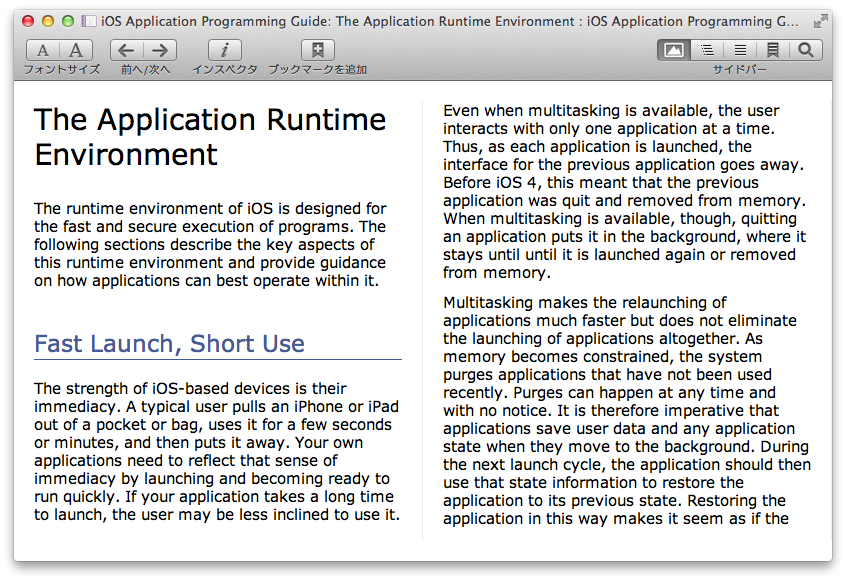 iOS Application Programming Guide: The Application Runtime Environment : iOS Application Programming G...
A A
フォントサイズ
前へ/次へ
i
インスペクタ
ブックマークを追加
サイドバー
The Application Runtime
Environment
The runtime environment of iOS is designed for
the fast and secure execution of programs. The
following sections describe the key aspects of
this runtime environment and provide guidance
on how applications can best operate within it.
Fast Launch, Short Use
The strength of iOS-based devices is their
immediacy. A typical user pulls an iPhone or iPad
out of a pocket or bag, uses it for a few seconds
or minutes, and then puts it away. Your own
applications need to reflect that sense of
immediacy by launching and becoming ready to
run quickly. If your application takes a long time
to launch, the user may be less inclined to use it.
Even when multitasking is available, the user
interacts with only one application at a time.
Thus, as each application is launched, the
interface for the previous application goes away.
Before iOS 4, this meant that the previous
application was quit and removed from memory.
When multitasking is available, though, quitting
an application puts it in the background, where it
stays until until it is launched again or removed
from memory.
Multitasking makes the relaunching of
applications much faster but does not eliminate
the launching of applications altogether. As
memory becomes constrained, the system
purges applications that have not been used
recently. Purges can happen at any time and
with no notice. It is therefore imperative that
applications save user data and any application
state when they move to the background. During
the next launch cycle, the application should then
use that state information to restore the
application to its previous state. Restoring the
application in this way makes it seem as if the